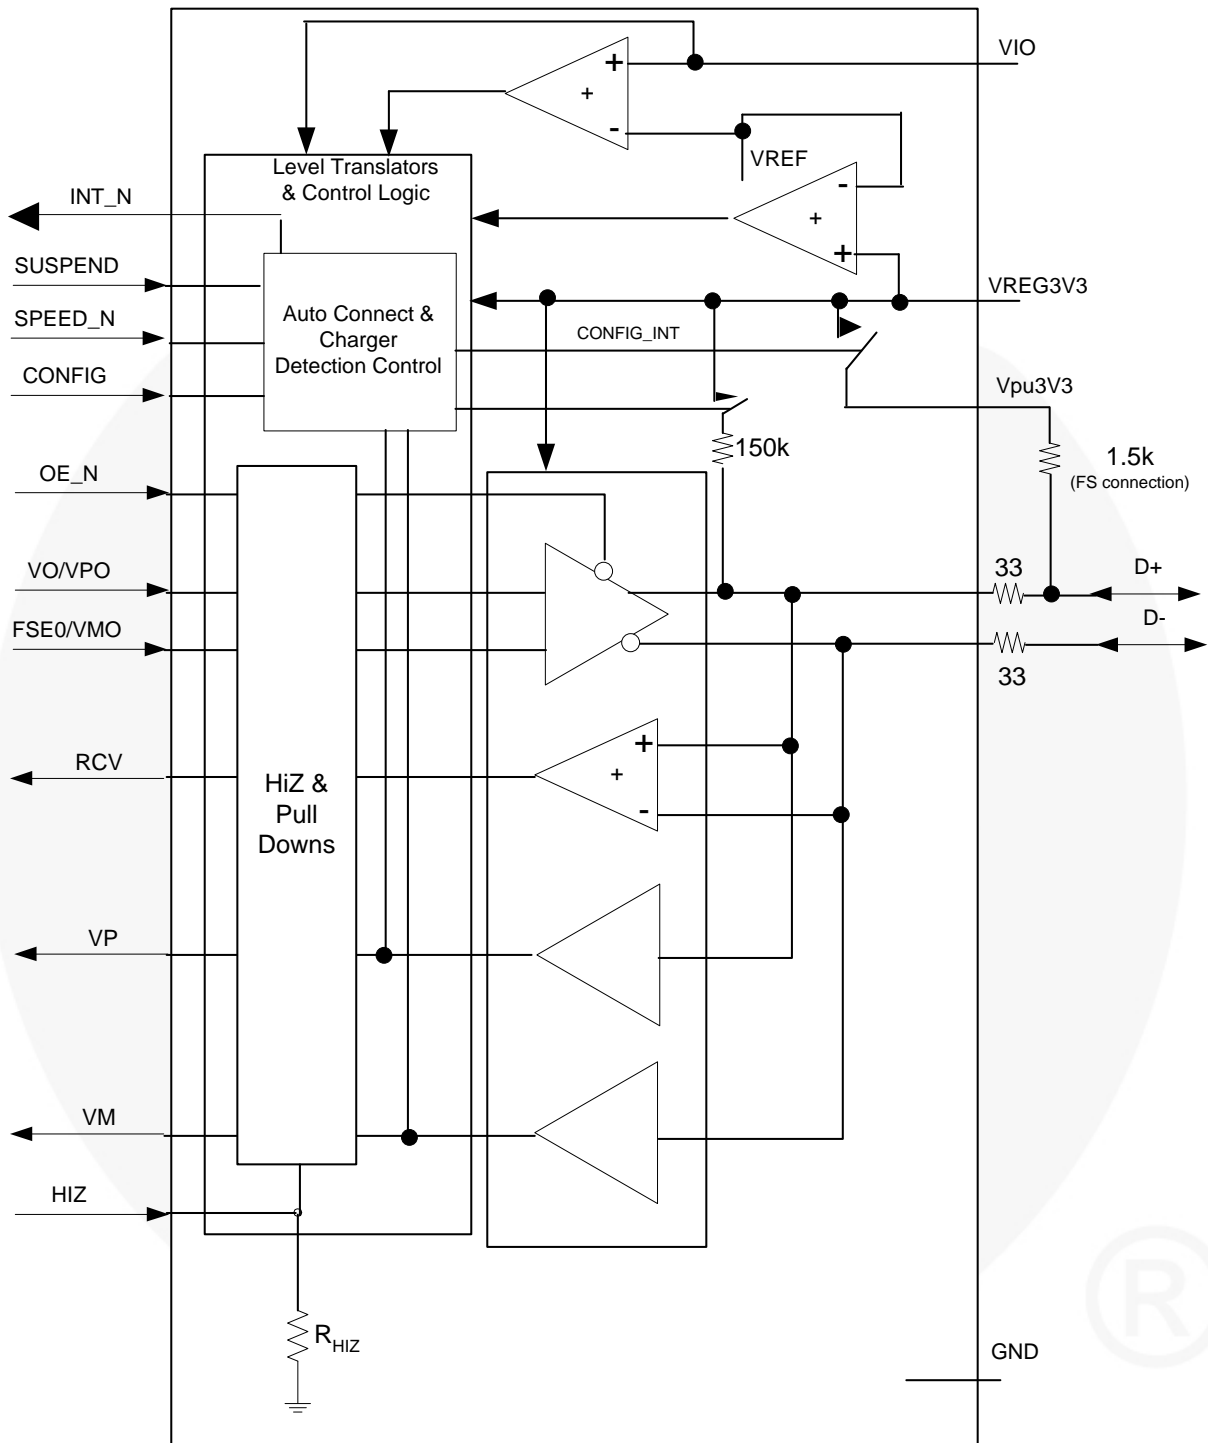 VIO
+
+
-
VREF
Level Translators
& Control Logic
INT_N
-
+
+
SUSPEND
VREG3V3
SPEED_N
Auto Connect &
Charger
Detection Control
CONFIG_INT
CONFIG
Vpu3V3
150k
1.5k
(FS connection)
OE_N
VO/VPO
33
D+
FSE0/VMO
D-
33
RCV
+
+
-
HiZ &
Pull
Downs
VP
VM
HIZ
RHIZ
GND
®